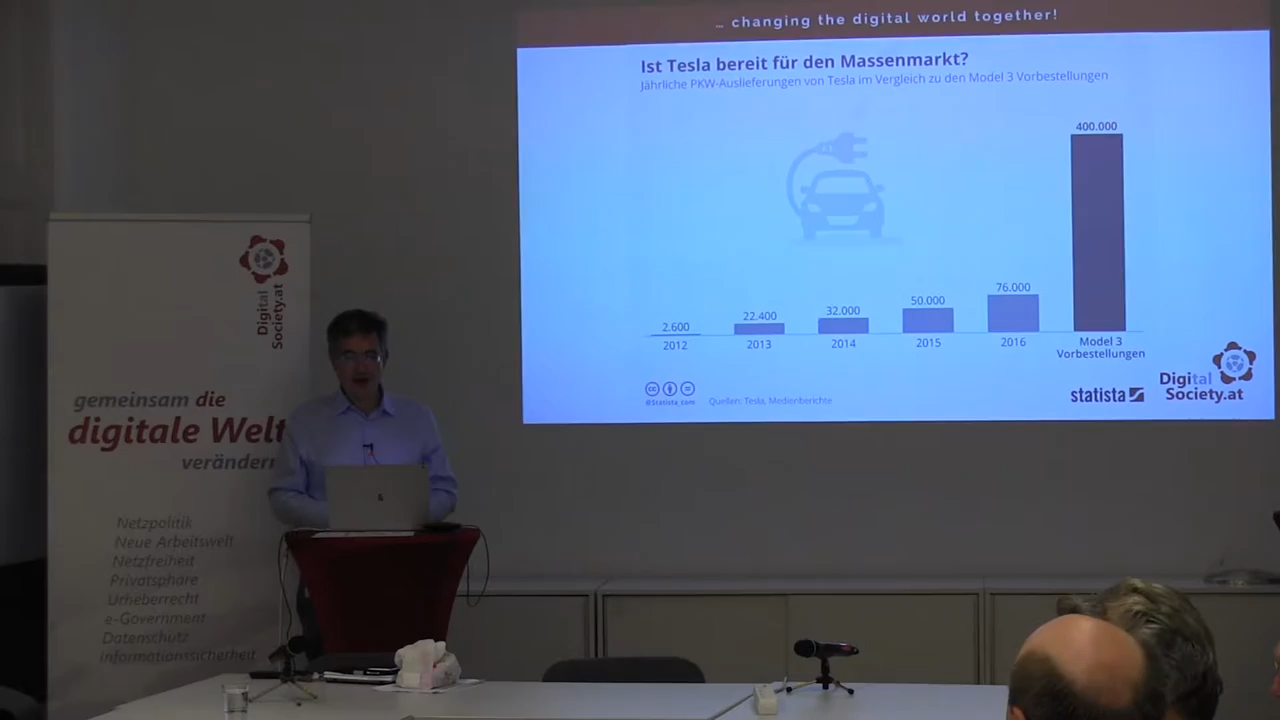 … changing the digital world together!
Ist Tesla bereit für den Massenmarkt?
Jährliche PKW-Auslieferungen von Tesla im Vergleich zu den Model 3 Vorbestellungen
400.000
76.000
50.000
32.000
22.400
2.600
2012
2013
2014
2015
2016
Model 3
Vorbestellungen
@Statista_com
Quellen: Tesla, Medienberichte
statista
Digital
Society.at
Digital
Society.at
gemeinsam die
digitale Welt
verändern
Netzpolitik
Neue Arbeitswelt
Netzfreiheit
Privatsphäre
Urheberrecht
e-Government
Datenschutz
Informationssicherheit